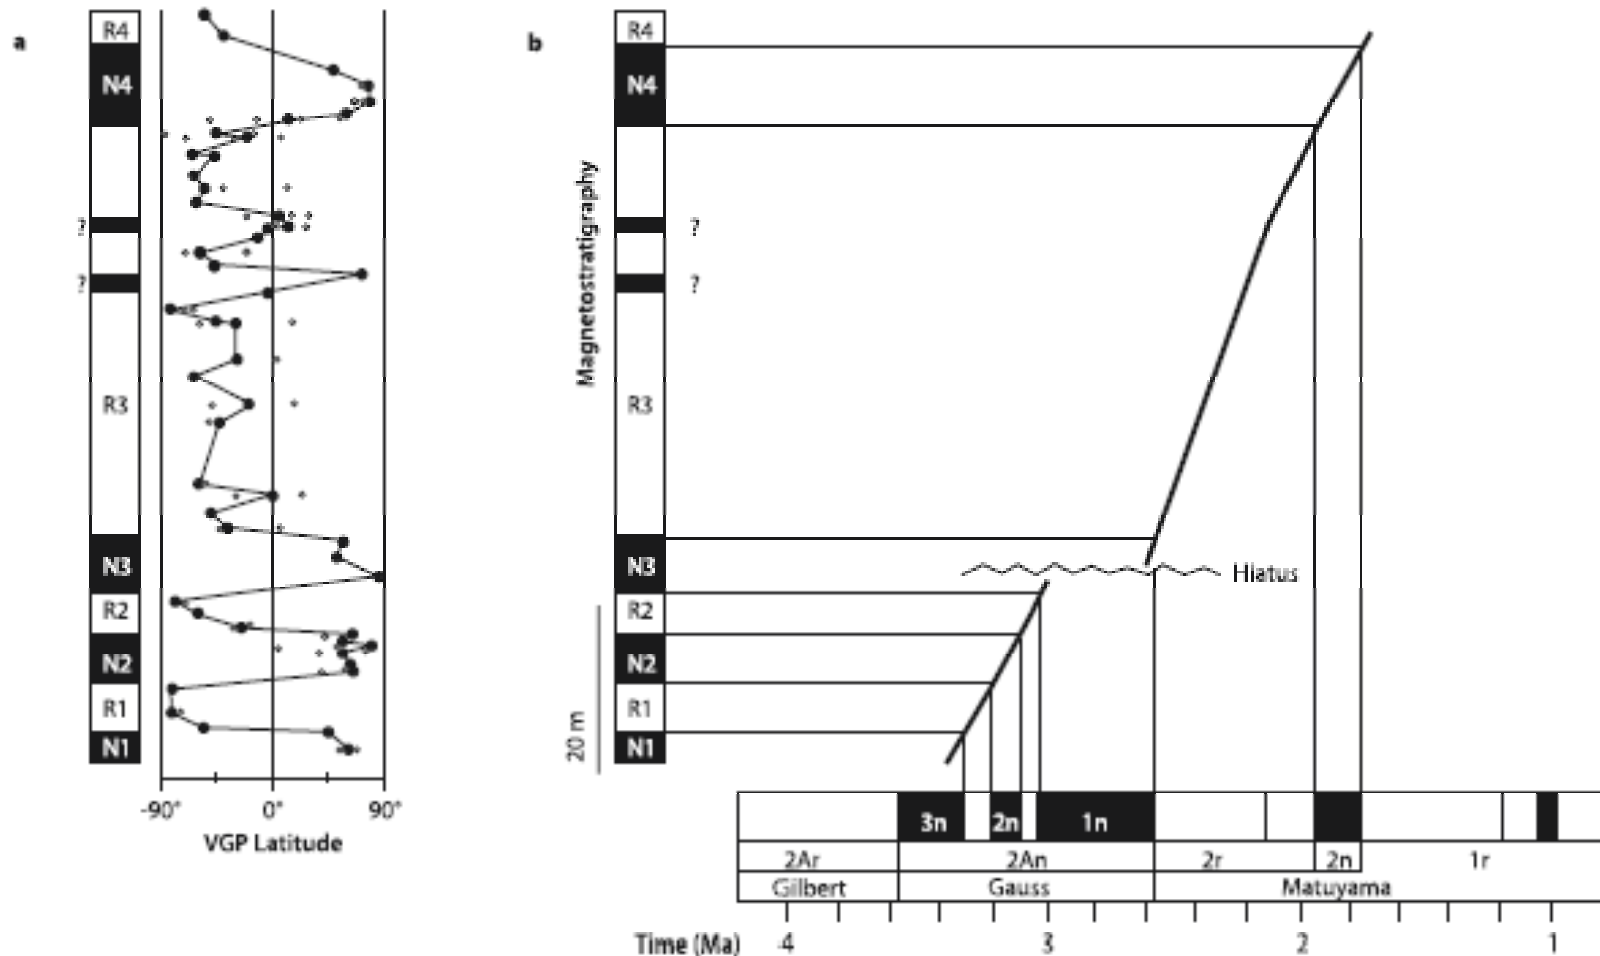 a
R4
N4
?
?
R3
N3
R2
N2
R1
N1
-90° 0° 90°
VGP Latitude
b
Magnetostratigraphy
R4
N4
?
?
R3
N3
R2
N2
R1
N1
20 m
Hiatus
3n 2n 1n
2Ar 2An 2r 2n 1r
Gilbert Gauss Matuyama
Time (Ma) 4 3 2 1